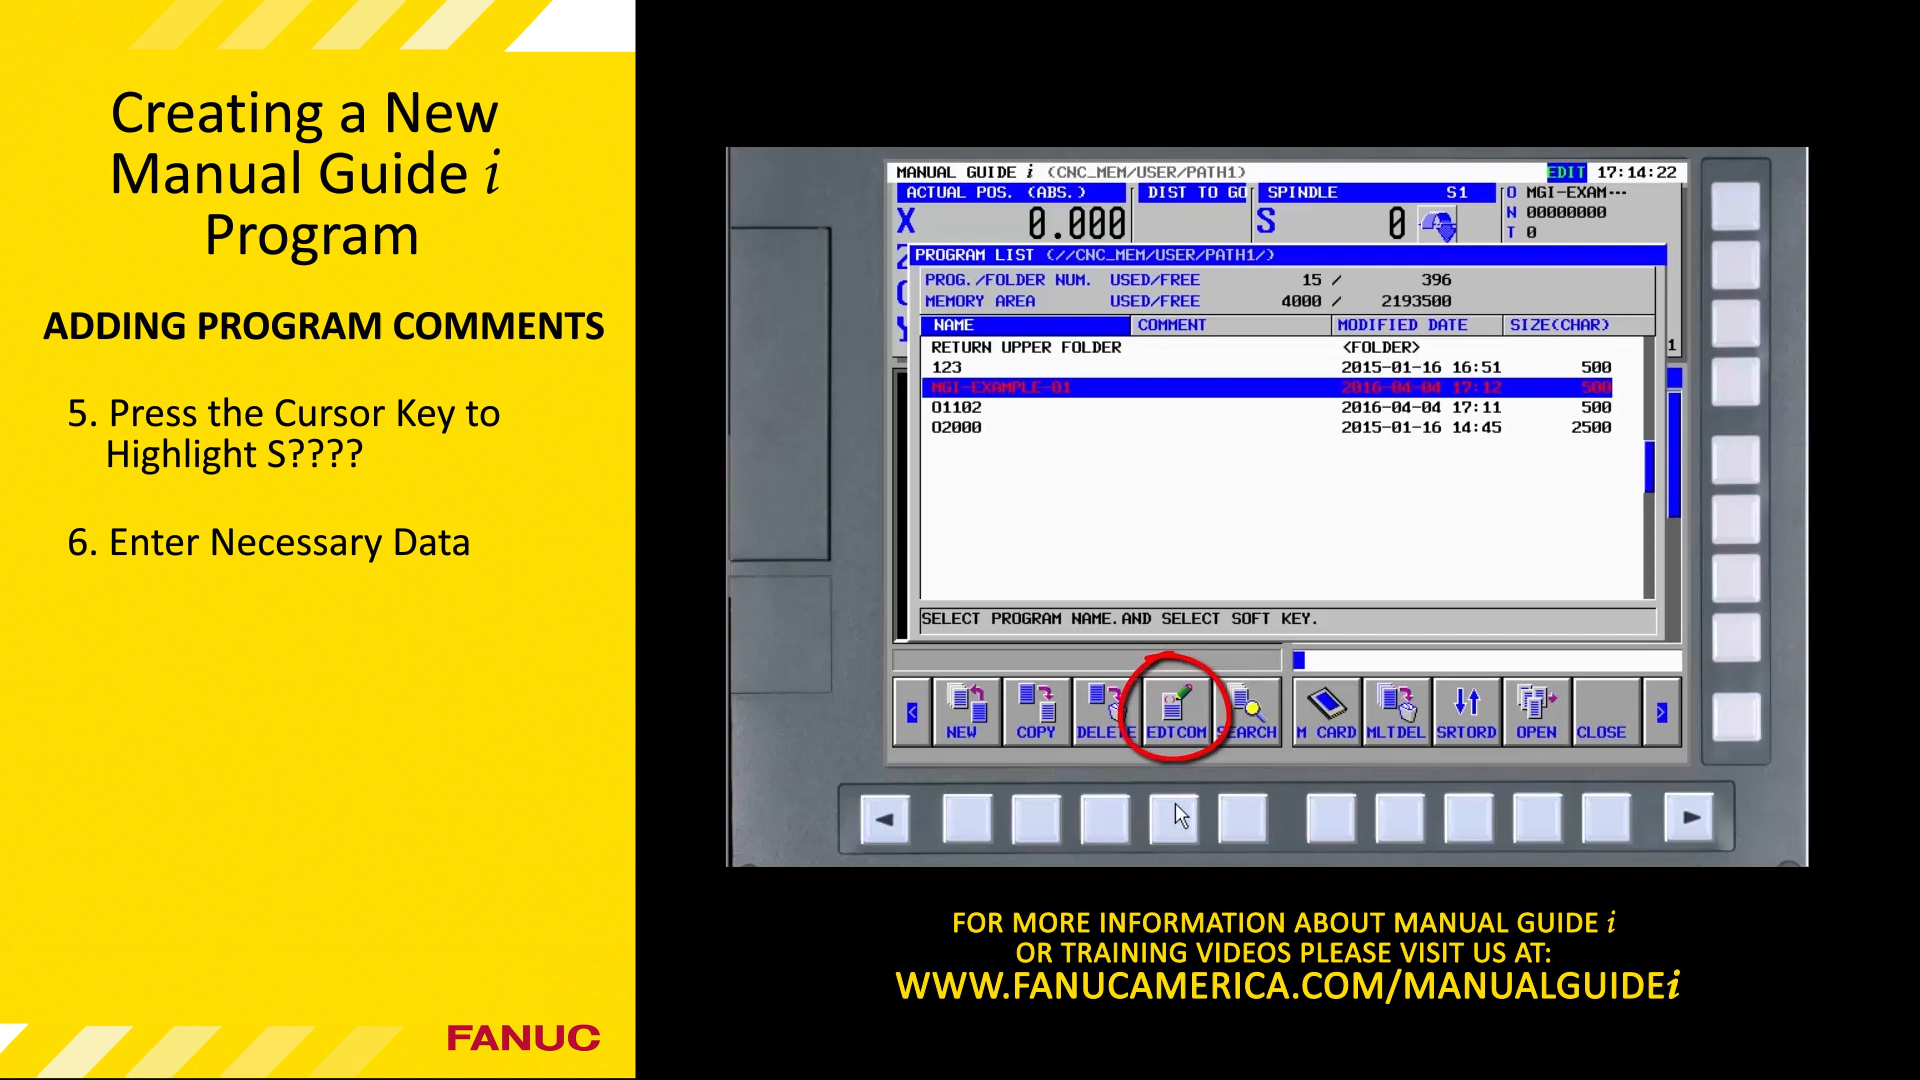 Creating a New
Manual Guide i
Program
ADDING PROGRAM COMMENTS
5. Press the Cursor Key to
Highlight S????
6. Enter Necessary Data
FANUC
MANUAL GUIDE i (CNC_MEM/USER/PATH1) EDIT 17:14:22
ACTUAL POS. (ABS.) DIST TO GO SPINDLE S1 O MGI-EXAM···
N 00000000
X 0.000 S 0 T 0
PROGRAM LIST (//CNC_MEM/USER/PATH1/)
PROG./FOLDER NUM. USED/FREE 15 / 396
MEMORY AREA USED/FREE 4000 / 2193500
NAME COMMENT MODIFIED DATE SIZE(CHAR)
RETURN UPPER FOLDER <FOLDER> 1
123 2015-01-16 16:51 500
MGI-EXAMPLE-01 2016-04-04 17:12 500
O1102 2016-04-04 17:11 500
O2000 2015-01-16 14:45 2500
SELECT PROGRAM NAME.AND SELECT SOFT KEY.
< NEW COPY DELETE EDTCOM SEARCH M CARD MLTDEL SRTORD OPEN CLOSE >
FOR MORE INFORMATION ABOUT MANUAL GUIDE i
OR TRAINING VIDEOS PLEASE VISIT US AT:
WWW.FANUCAMERICA.COM/MANUALGUIDEi